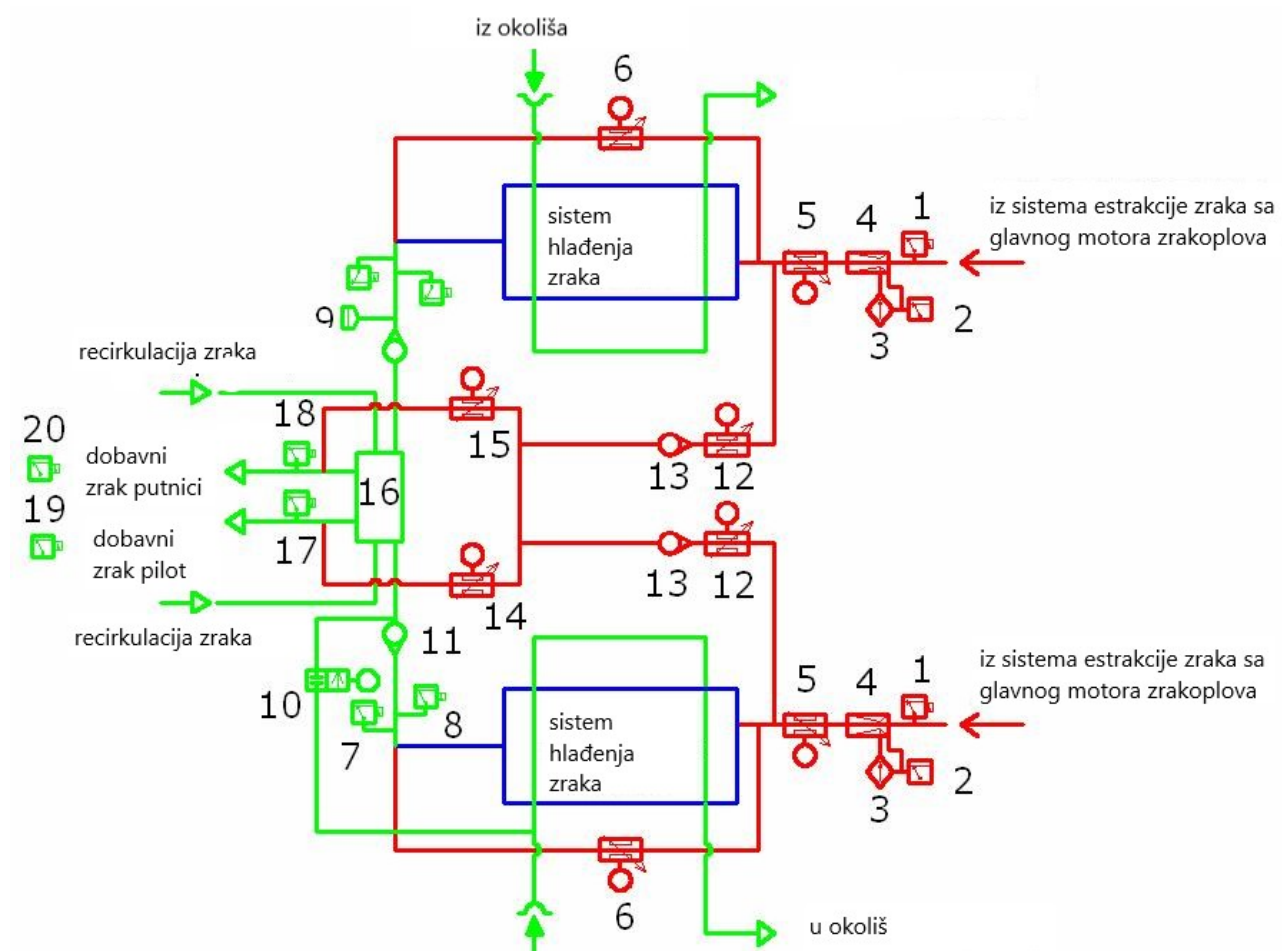 iz okoliša
6
sistem
hlađenja
zraka
5
4
1
iz sistema estrakcije zraka sa
glavnog motora zrakoplova
2
3
9
recirkulacija zraka
18
15
13
12
20
dobavni
zrak putnici
16
19
dobavni
zrak pilot
17
14
13
12
recirkulacija zraka
11
10
7
8
sistem
hlađenja
zraka
5
4
1
iz sistema estrakcije zraka sa
glavnog motora zrakoplova
2
3
6
u okoliš